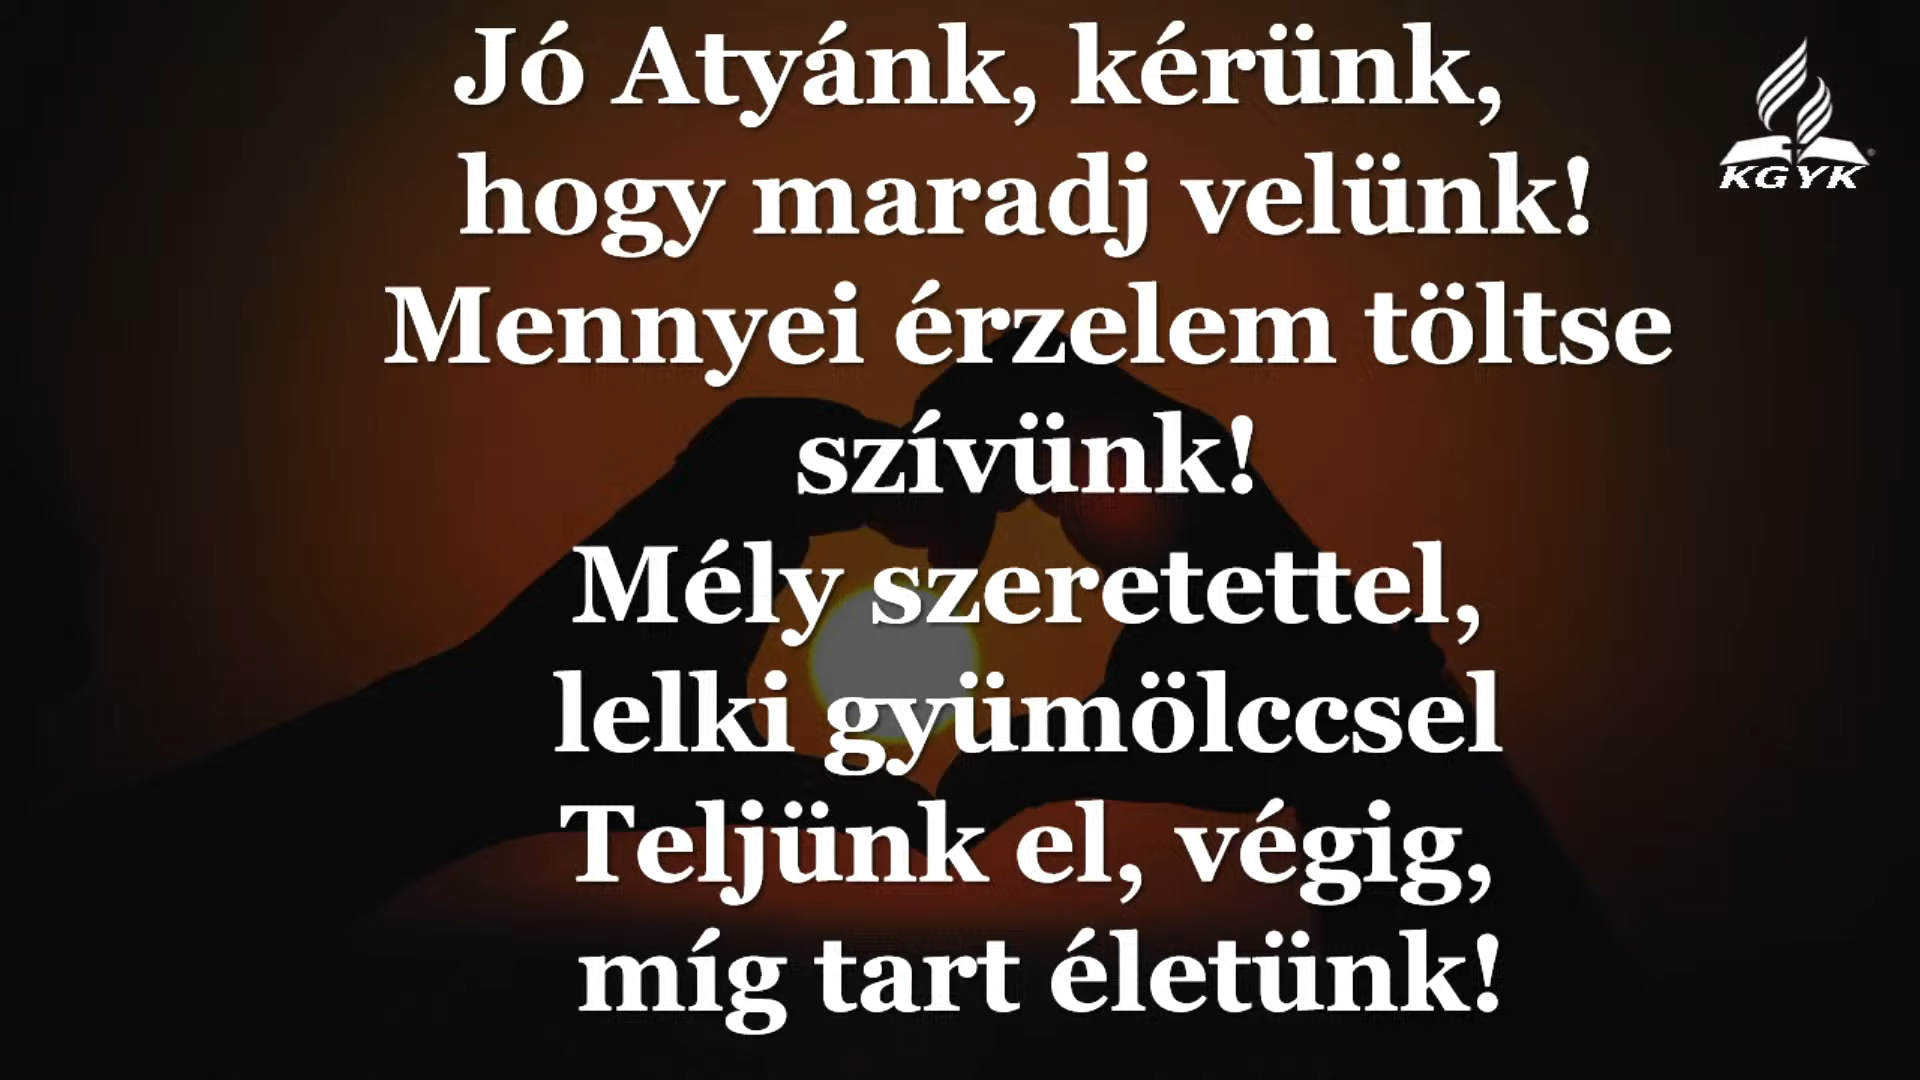 Jó Atyánk, kérünk,
hogy maradj velünk!
Mennyei érzelem töltse
szívünk!
Mély szeretettel,
lelki gyümölccsel
Teljünk el, végig,
míg tart életünk!
KGYK